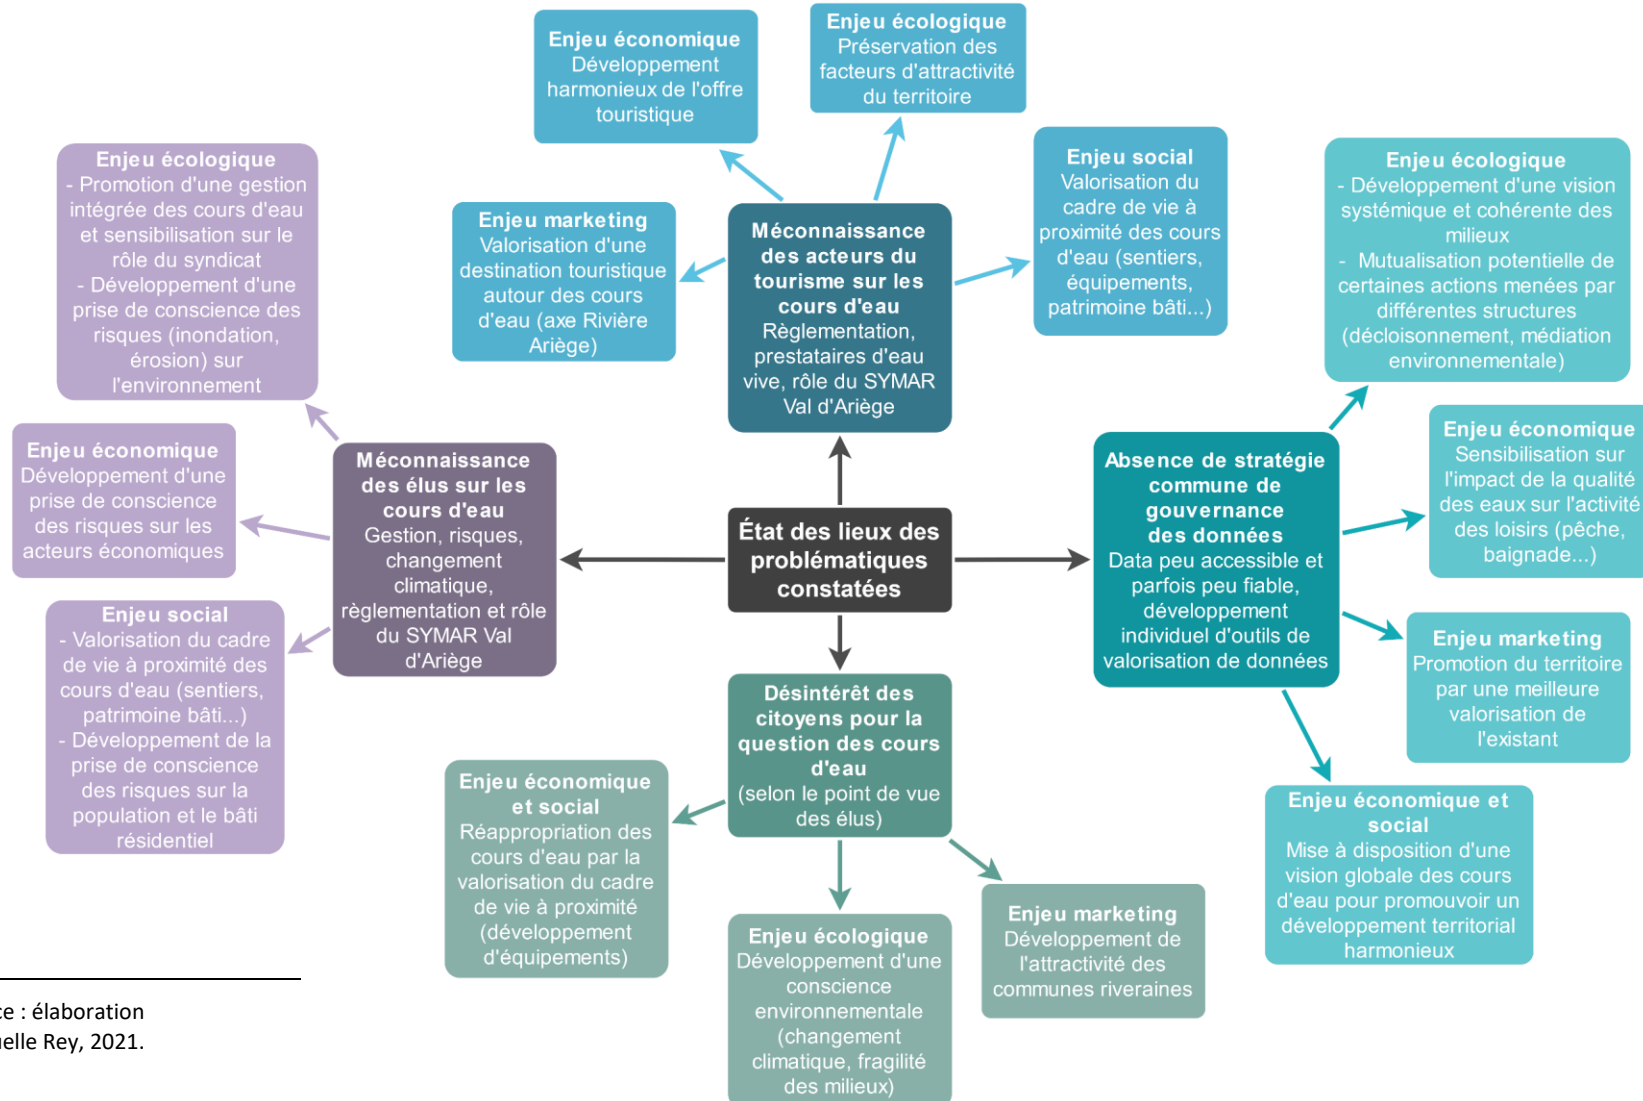 Enjeu économique
Développement
harmonieux de l'offre
touristique
Enjeu écologique
Préservation des
facteurs d'attractivité
du territoire
Enjeu social
Valorisation du
cadre de vie à
proximité des cours
d'eau (sentiers,
équipements,
patrimoine bâti...)
Enjeu marketing
Valorisation d'une
destination touristique
autour des cours
d'eau (axe Rivière
Ariège)
Méconnaissance
des acteurs du
tourisme sur les
cours d'eau
Règlementation,
prestataires d'eau
vive, rôle du SYMAR
Val d'Ariège
Enjeu écologique
- Promotion d'une gestion
intégrée des cours d'eau
et sensibilisation sur le
rôle du syndicat
- Développement d'une
prise de conscience des
risques (inondation,
érosion) sur
l'environnement
Enjeu économique
Développement d'une
prise de conscience
des risques sur les
acteurs économiques
Enjeu social
- Valorisation du cadre
de vie à proximité des
cours d'eau (sentiers,
patrimoine bâti...)
- Développement de la
prise de conscience
des risques sur la
population et le bâti
résidentiel
Méconnaissance
des élus sur les
cours d'eau
Gestion, risques,
changement
climatique,
règlementation et rôle
du SYMAR Val
d'Ariège
État des lieux des
problématiques
constatées
Absence de stratégie
commune de
gouvernance
des données
Data peu accessible et
parfois peu fiable,
développement
individuel d'outils de
valorisation de données
Enjeu écologique
- Développement d'une vision
systémique et cohérente des
milieux
- Mutualisation potentielle de
certaines actions menées par
différentes structures
(décloisonnement, médiation
environnementale)
Enjeu économique
Sensibilisation sur
l'impact de la qualité
des eaux sur l'activité
des loisirs (pêche,
baignade...)
Enjeu marketing
Promotion du territoire
par une meilleure
valorisation de
l'existant
Enjeu économique et
social
Mise à disposition d'une
vision globale des cours
d'eau pour promouvoir un
développement territorial
harmonieux
Désintérêt des
citoyens pour la
question des cours
d'eau
(selon le point de vue
des élus)
Enjeu économique
et social
Réappropriation des
cours d'eau par la
valorisation du cadre
de vie à proximité
(développement
d'équipements)
Enjeu écologique
Développement d'une
conscience
environnementale
(changement
climatique, fragilité
des milieux)
Enjeu marketing
Développement de
l'attractivité des
communes riveraines
ce : élaboration
uelle Rey, 2021.